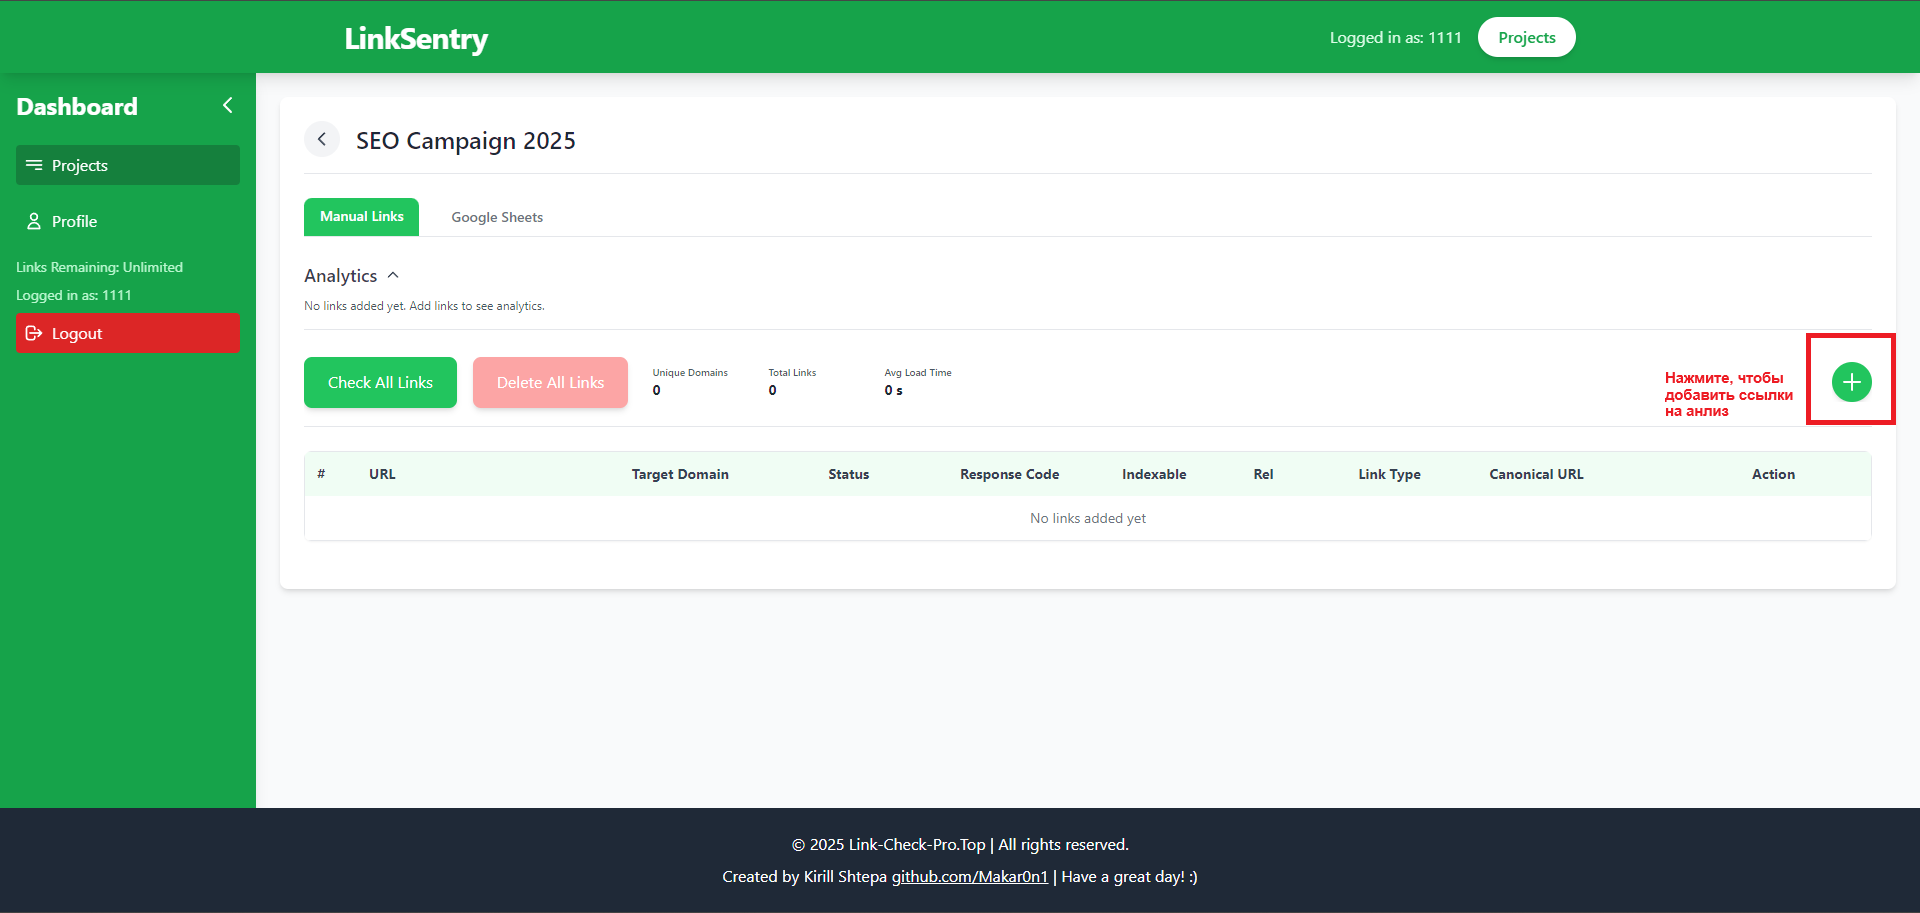 LinkSentry
Logged in as: 1111
Projects
Dashboard
Projects
Profile
Links Remaining: Unlimited
Logged in as: 1111
Logout
SEO Campaign 2025
Manual Links
Google Sheets
Analytics
No links added yet. Add links to see analytics.
Check All Links
Delete All Links
Unique Domains
0
Total Links
0
Avg Load Time
0 s
Нажмите, чтобы
добавить ссылки
на анлиз
# URL Target Domain Status Response Code Indexable Rel Link Type Canonical URL Action
No links added yet
© 2025 Link-Check-Pro.Top | All rights reserved.
Created by Kirill Shtepa github.com/Makar0n1 | Have a great day! :)